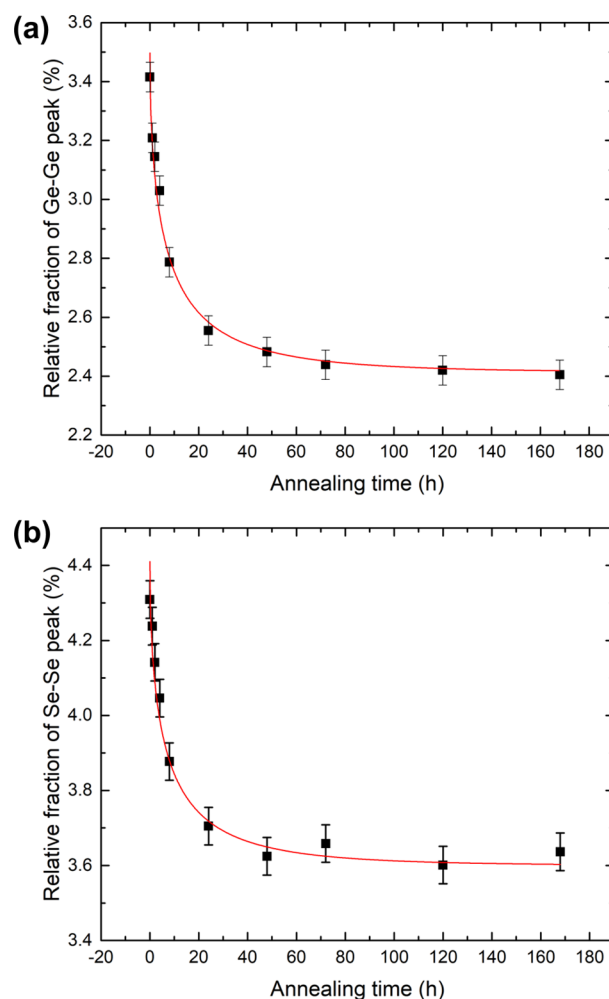 (a)
3.6
3.4
3.2
3.0
2.8
2.6
2.4
2.2
Relative fraction of Ge-Ge peak (%)
-20 0 20 40 60 80 100 120 140 160 180
Annealing time (h)
(b)
4.4
4.2
4.0
3.8
3.6
3.4
Relative fraction of Se-Se peak (%)
-20 0 20 40 60 80 100 120 140 160 180
Annealing time (h)